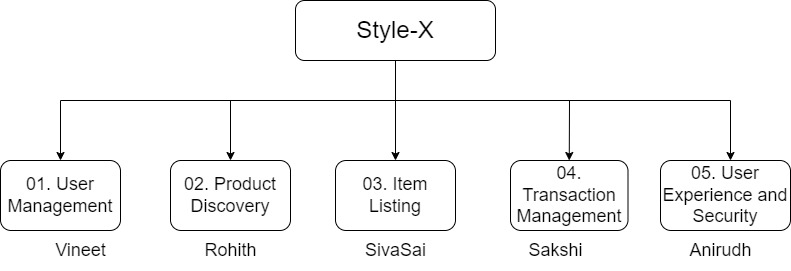 Style-X
01. User
Management
02. Product
Discovery
03. Item
Listing
04.
Transaction
Management
05. User
Experience and
Security
Vineet
Rohith
SivaSai
Sakshi
Anirudh